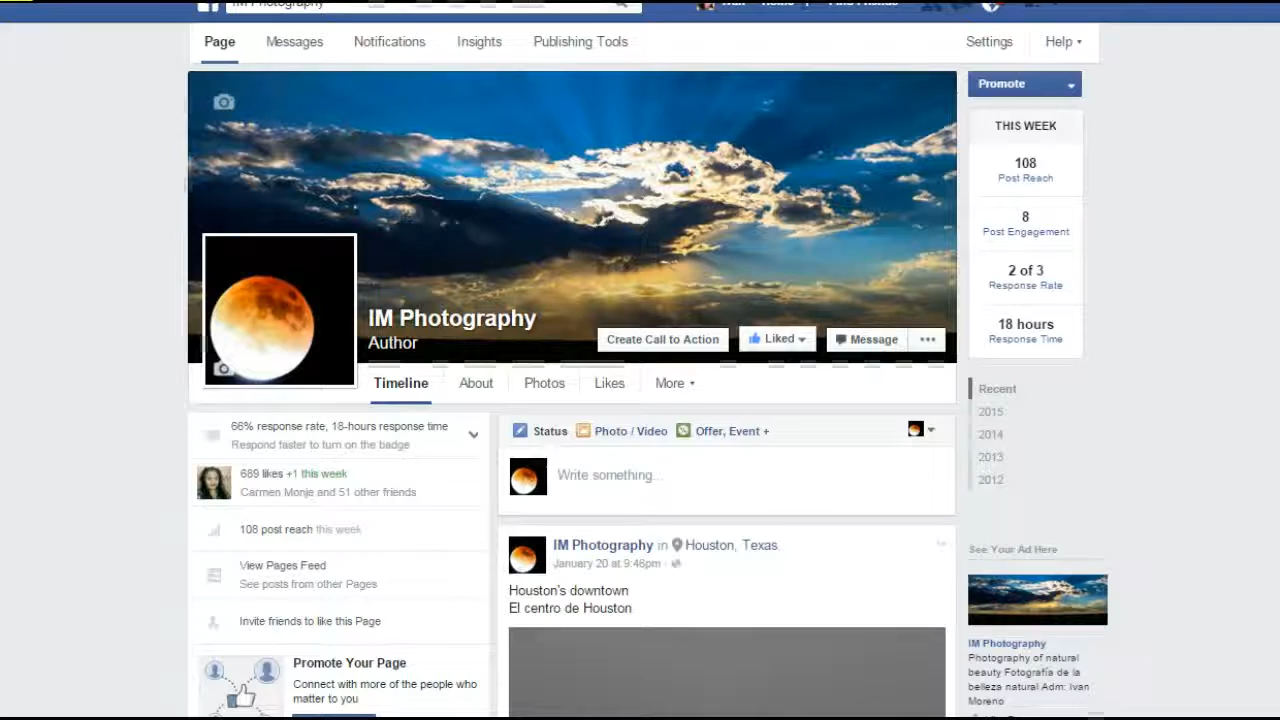 IM Photography
Page
Messages
Notifications
Insights
Publishing Tools
Settings
Help
Promote
THIS WEEK
108
Post Reach
8
Post Engagement
2 of 3
Response Rate
18 hours
Response Time
IM Photography
Author
Create Call to Action
Liked
Message
Timeline
About
Photos
Likes
More
Recent
2015
2014
2013
2012
66% response rate, 18-hours response time
Respond faster to turn on the badge
689 likes +1 this week
Carmen Monje and 51 other friends
108 post reach this week
View Pages Feed
See posts from other Pages
Invite friends to like this Page
Promote Your Page
Connect with more of the people who
matter to you
Status
Photo / Video
Offer, Event +
Write something...
IM Photography in Houston, Texas
January 20 at 9:46pm ·
Houston's downtown
El centro de Houston
See Your Ad Here
IM Photography
Photography of natural
beauty Fotografía de la
belleza natural Adm: Ivan
Moreno